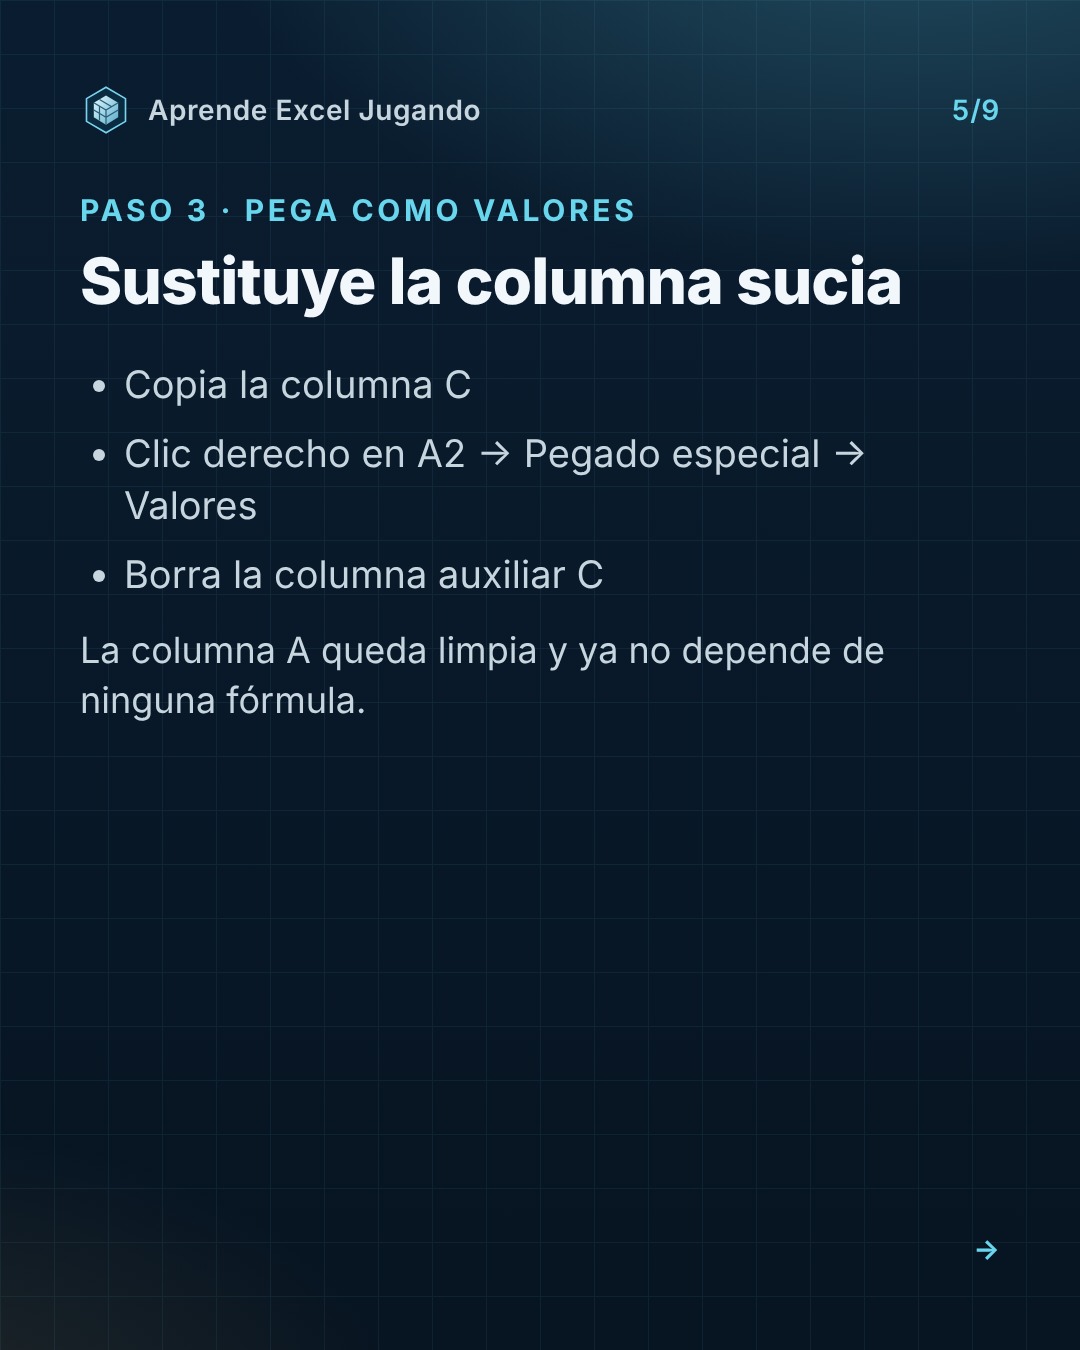 Aprende Excel Jugando
5/9
PASO 3 · PEGA COMO VALORES
Sustituye la columna sucia
• Copia la columna C
• Clic derecho en A2 → Pegado especial →
Valores
• Borra la columna auxiliar C
La columna A queda limpia y ya no depende de
ninguna fórmula.
→